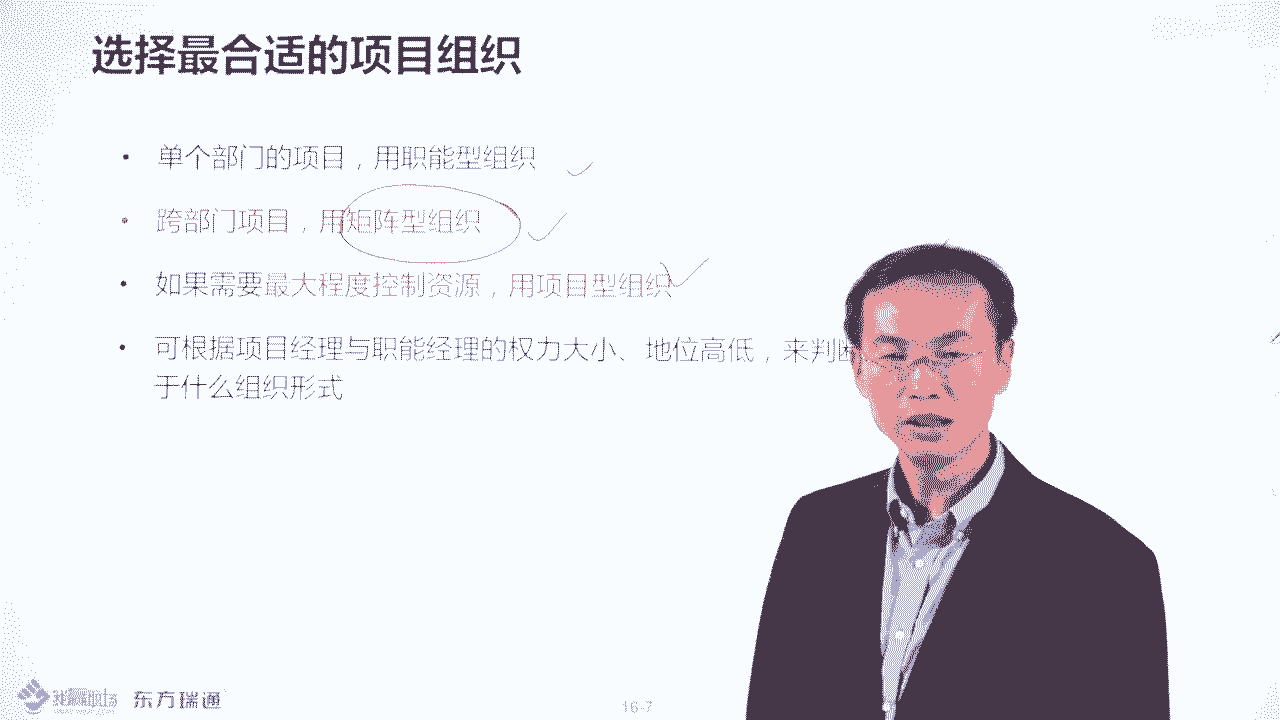 选择最合适的项目组织
• 单个部门的项目，用职能型组织
• 跨部门项目，用矩阵型组织
• 如果需要最大程度控制资源，用项目型组织
• 可根据项目经理与职能经理的权力大小、地位高低，来判断
于什么组织形式
东方瑞通
16-7